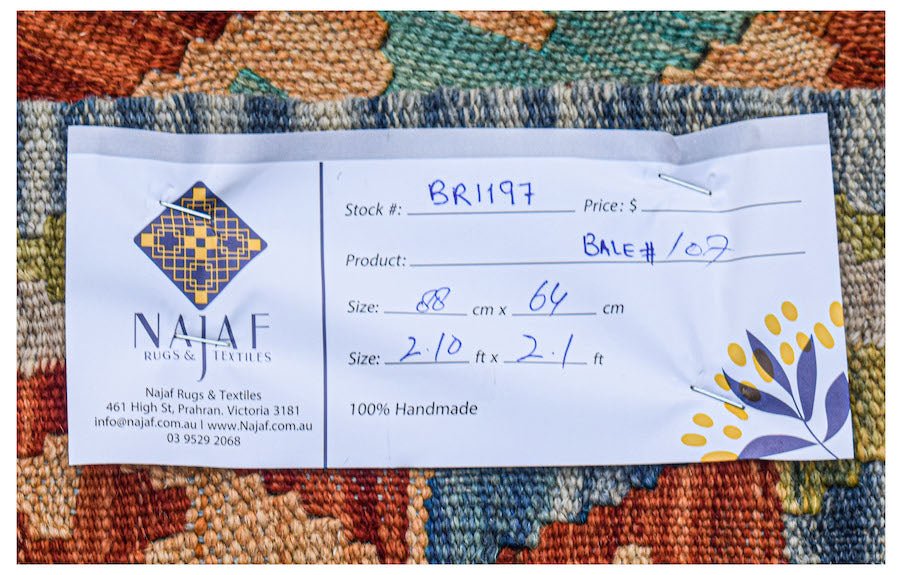 NAJAF
RUGS & TEXTILES
Najaf Rugs & Textiles
461 High St, Prahran. Victoria 3181
info@najaf.com.au I www.Najaf.com.au
03 9529 2068
Stock #: BR1197 Price: $
Product: BALE # 107
Size: 88 cm x 64 cm
Size: 2.10 ft x 2.1 ft
100% Handmade